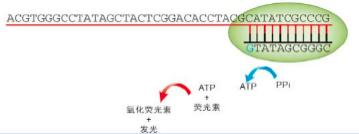 ACGTGGGCCTATAGCTACTCGGACACCTACGCATATCGCCCG
GTATAGCGGGC
ATP PPi
ATP
+
荧光素
氧化荧光素
+
发光